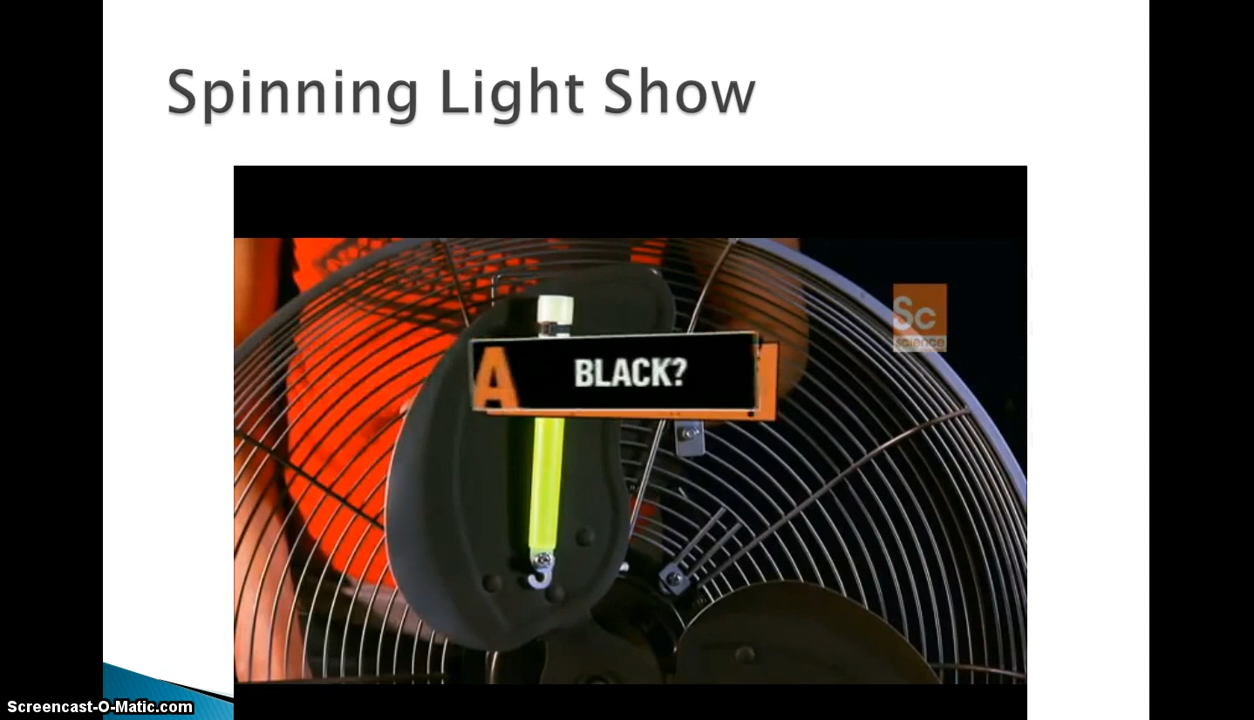 Spinning Light Show
Sc
science
A BLACK?
Screencast-O-Matic.com